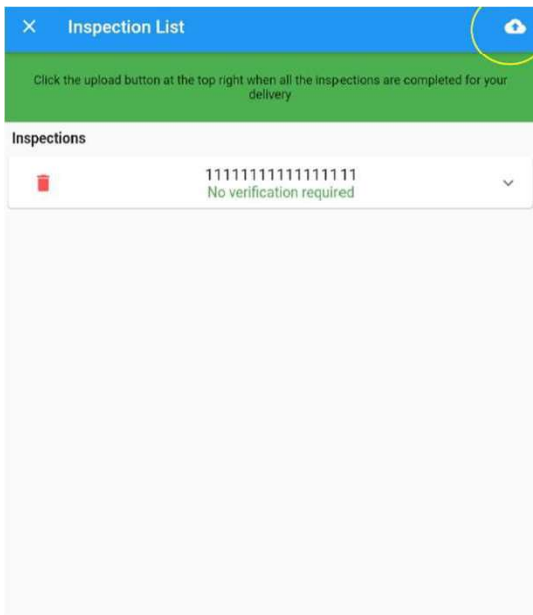 Inspection List
Click the upload button at the top right when all the inspections are completed for your
delivery
Inspections
11111111111111111
No verification required